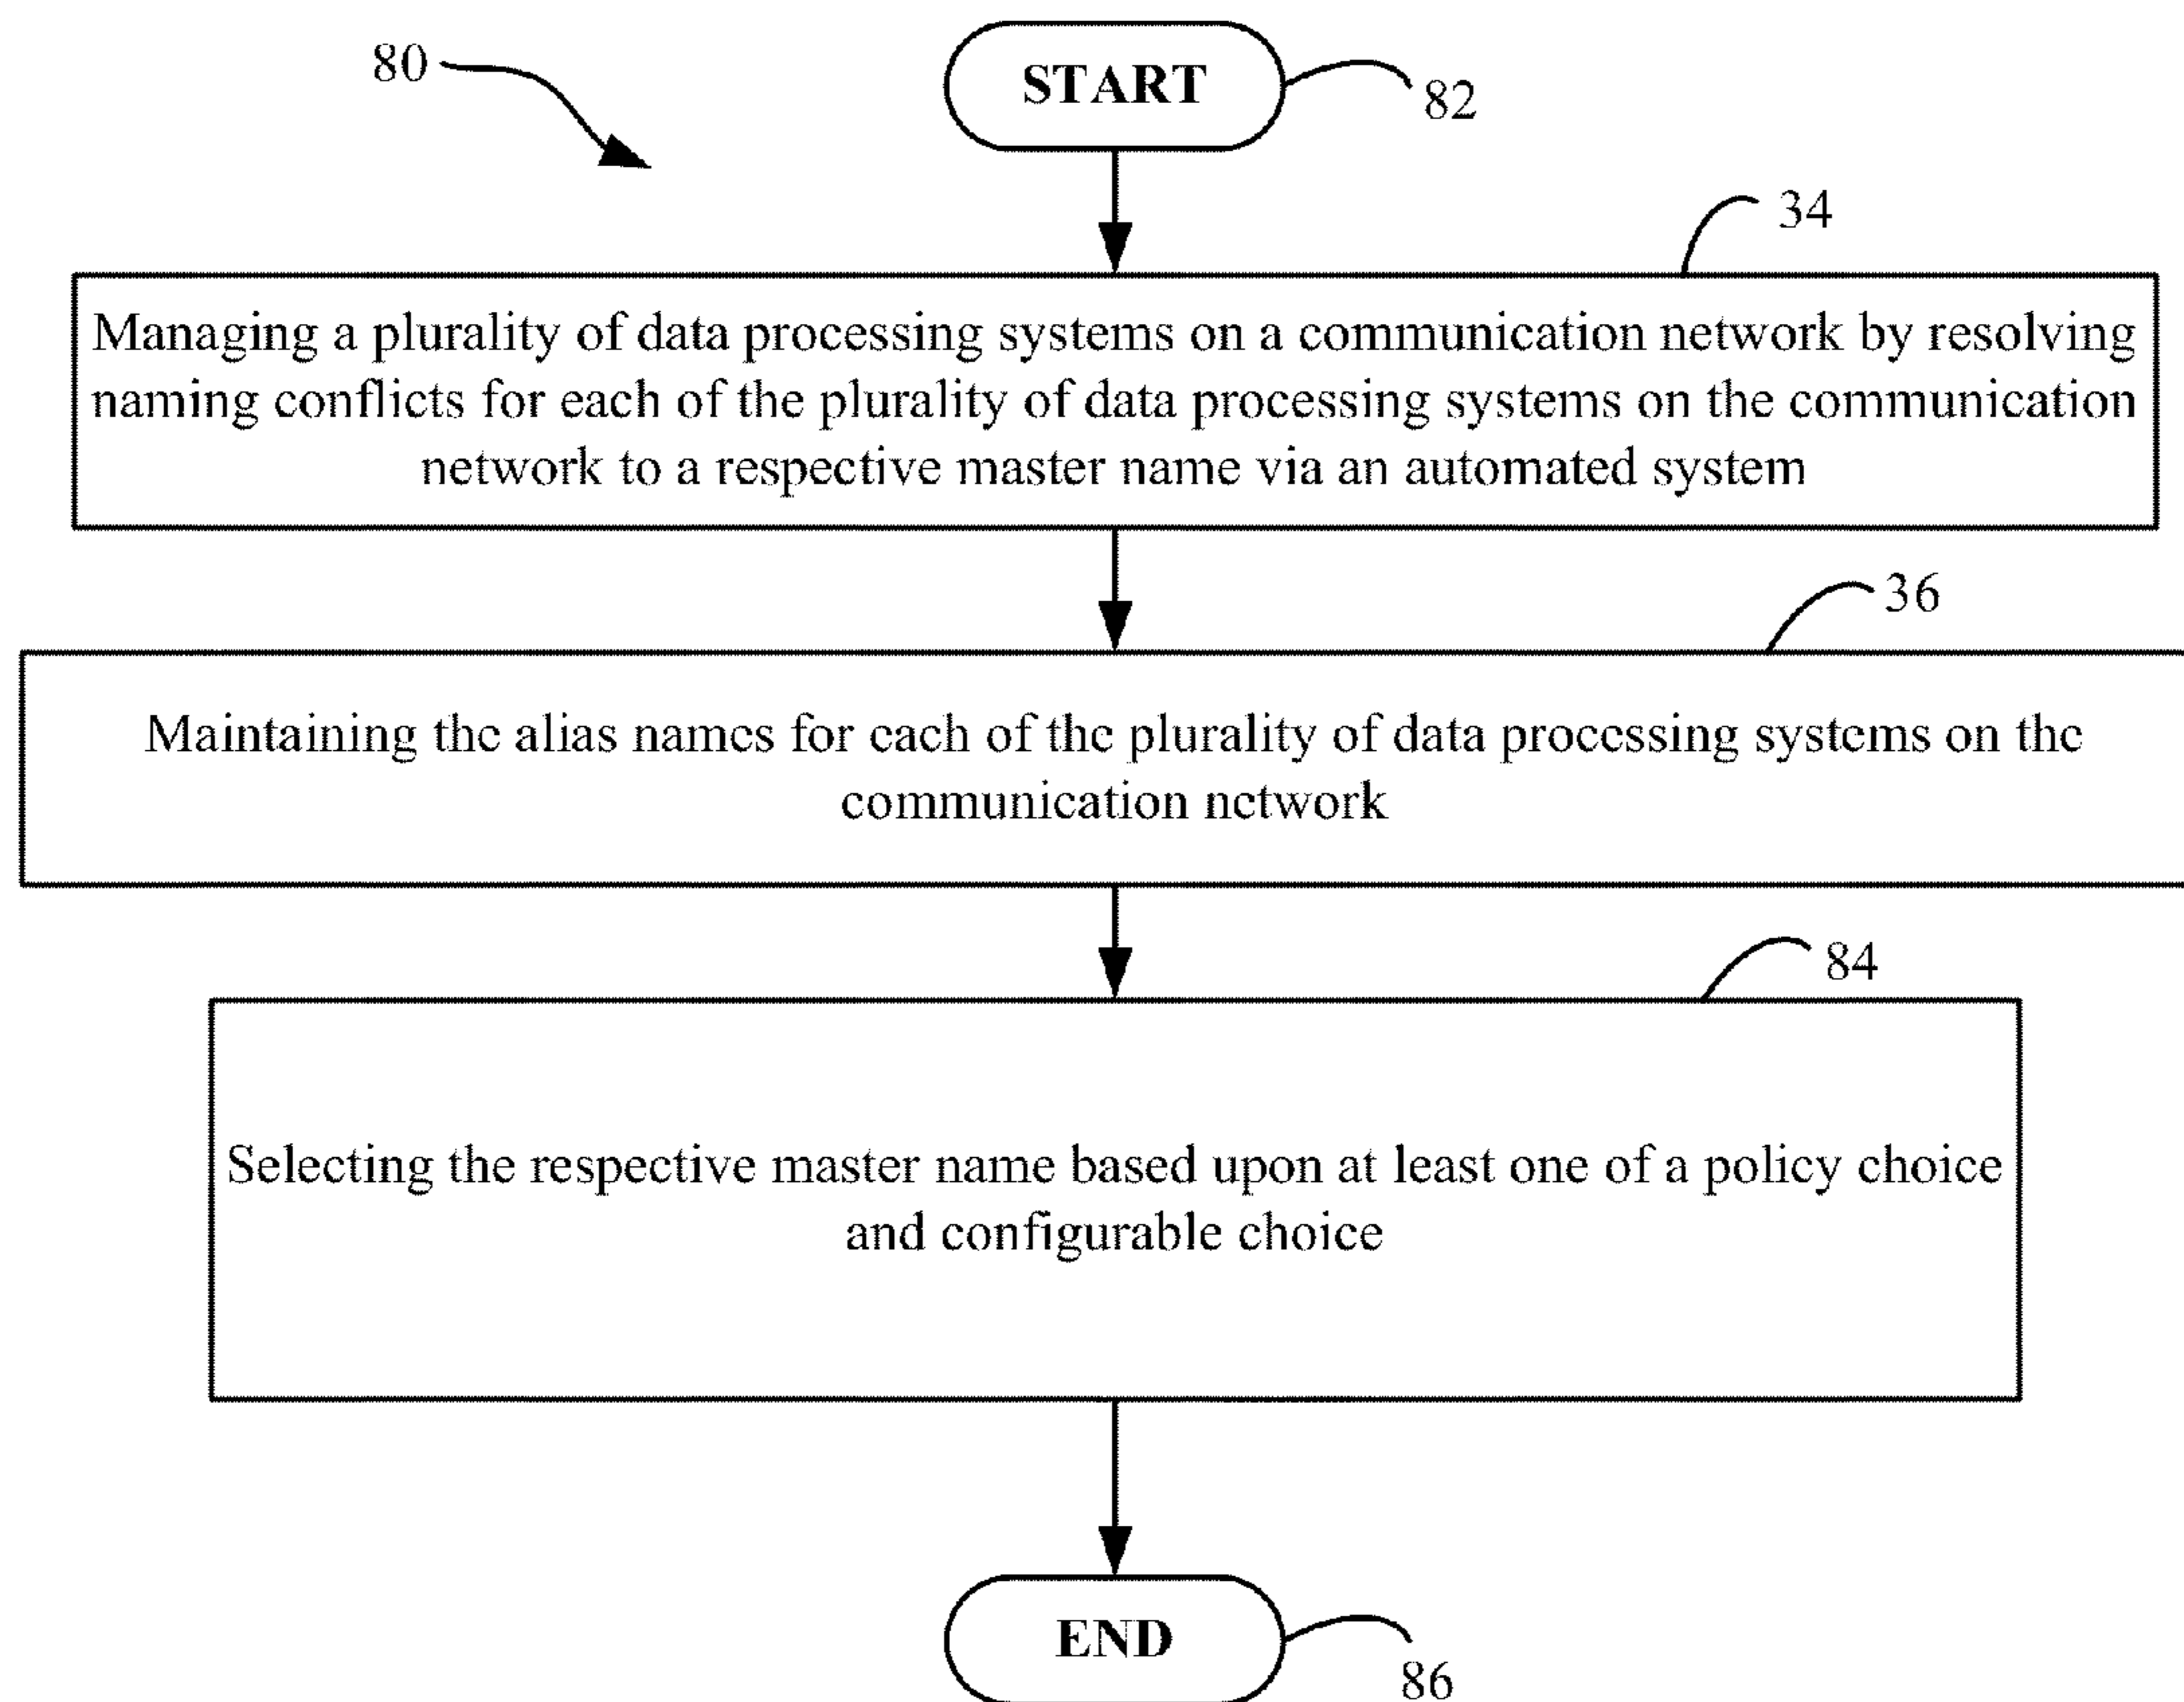 80
START
82
34
Managing a plurality of data processing systems on a communication network by resolving
naming conflicts for each of the plurality of data processing systems on the communication
network to a respective master name via an automated system
36
Maintaining the alias names for each of the plurality of data processing systems on the
communication network
84
Selecting the respective master name based upon at least one of a policy choice
and configurable choice
END
86